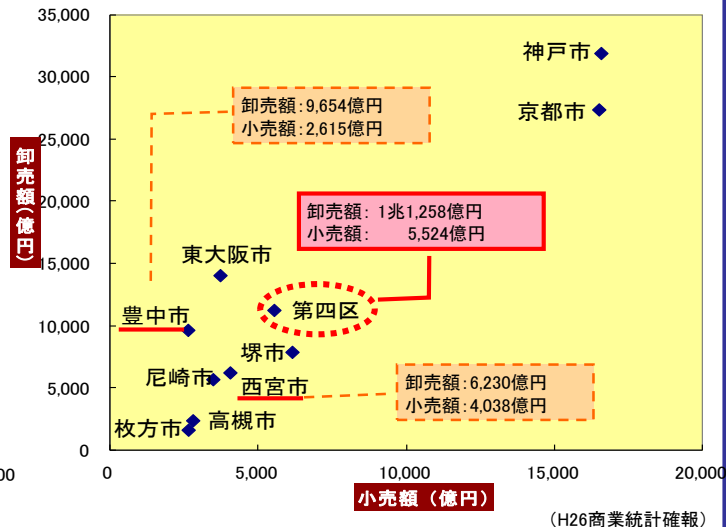 35,000
30,000
25,000
20,000
15,000
10,000
5,000
0
卸売額(億円)
神戸市
京都市
卸売額:9,654億円
小売額:2,615億円
卸売額: 1兆1,258億円
小売額: 5,524億円
東大阪市
第四区
豊中市
堺市
尼崎市
西宮市
卸売額:6,230億円
小売額:4,038億円
高槻市
枚方市
00
0
5,000
10,000
15,000
20,000
小売額(億円)
(H26商業統計確報)